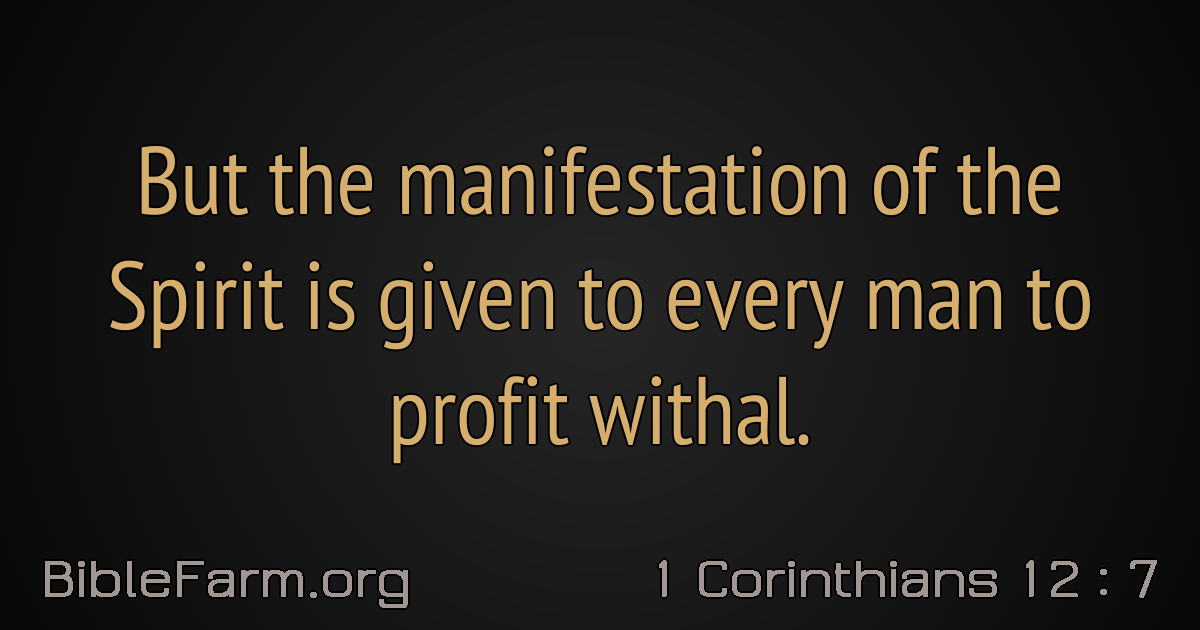 But the manifestation of the
Spirit is given to every man to
profit withal.
BibleFarm.org
1 Corinthians 12 : 7